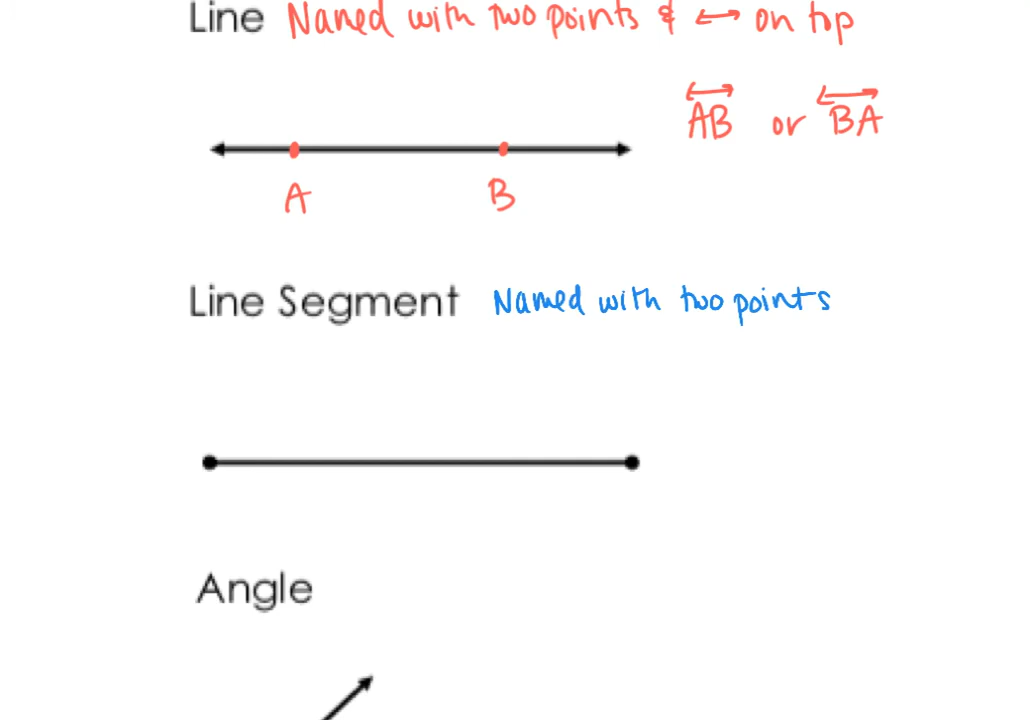 Line Named with two points & ↔ on top
AB or BA
A B
Line Segment Named with two points
Angle